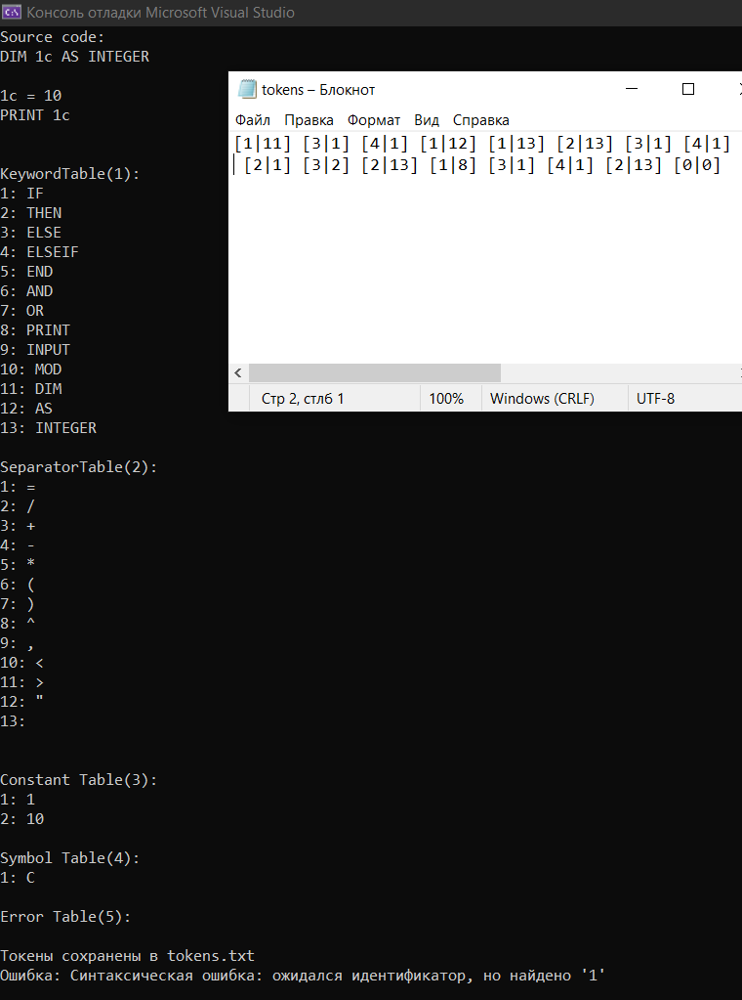 Консоль отладки Microsoft Visual Studio
Source code:
DIM 1c AS INTEGER
1c = 10
PRINT 1c
tokens – Блокнот
Файл Правка Формат Вид Справка
[1|11] [3|1] [4|1] [1|12] [1|13] [2|13] [3|1] [4|1]
[2|1] [3|2] [2|13] [1|8] [3|1] [4|1] [2|13] [0|0]
Стр 2, стлб 1 100% Windows (CRLF) UTF-8
KeywordTable(1):
1: IF
2: THEN
3: ELSE
4: ELSEIF
5: END
6: AND
7: OR
8: PRINT
9: INPUT
10: MOD
11: DIM
12: AS
13: INTEGER
SeparatorTable(2):
1: =
2: /
3: +
4: -
5: *
6: (
7: )
8: ^
9: ,
10: <
11: >
12: "
13:
Constant Table(3):
1: 1
2: 10
Symbol Table(4):
1: C
Error Table(5):
Токены сохранены в tokens.txt
Ошибка: Синтаксическая ошибка: ожидался идентификатор, но найдено '1'